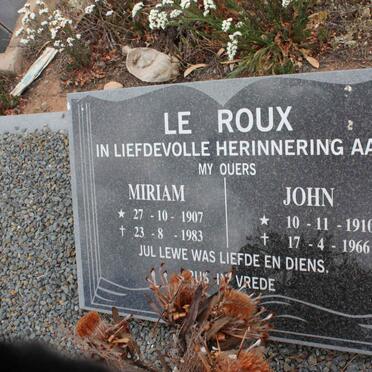 LE ROUX
IN LIEFDEVOLLE HERINNERING AA
MY OUERS
MIRIAM JOHN
★ 27 - 10 - 1907 ★ 10 - 11 - 1910
† 23 - 8 - 1983 † 17 - 4 - 1966
JUL LEWE WAS LIEFDE EN DIENS.
VREDE